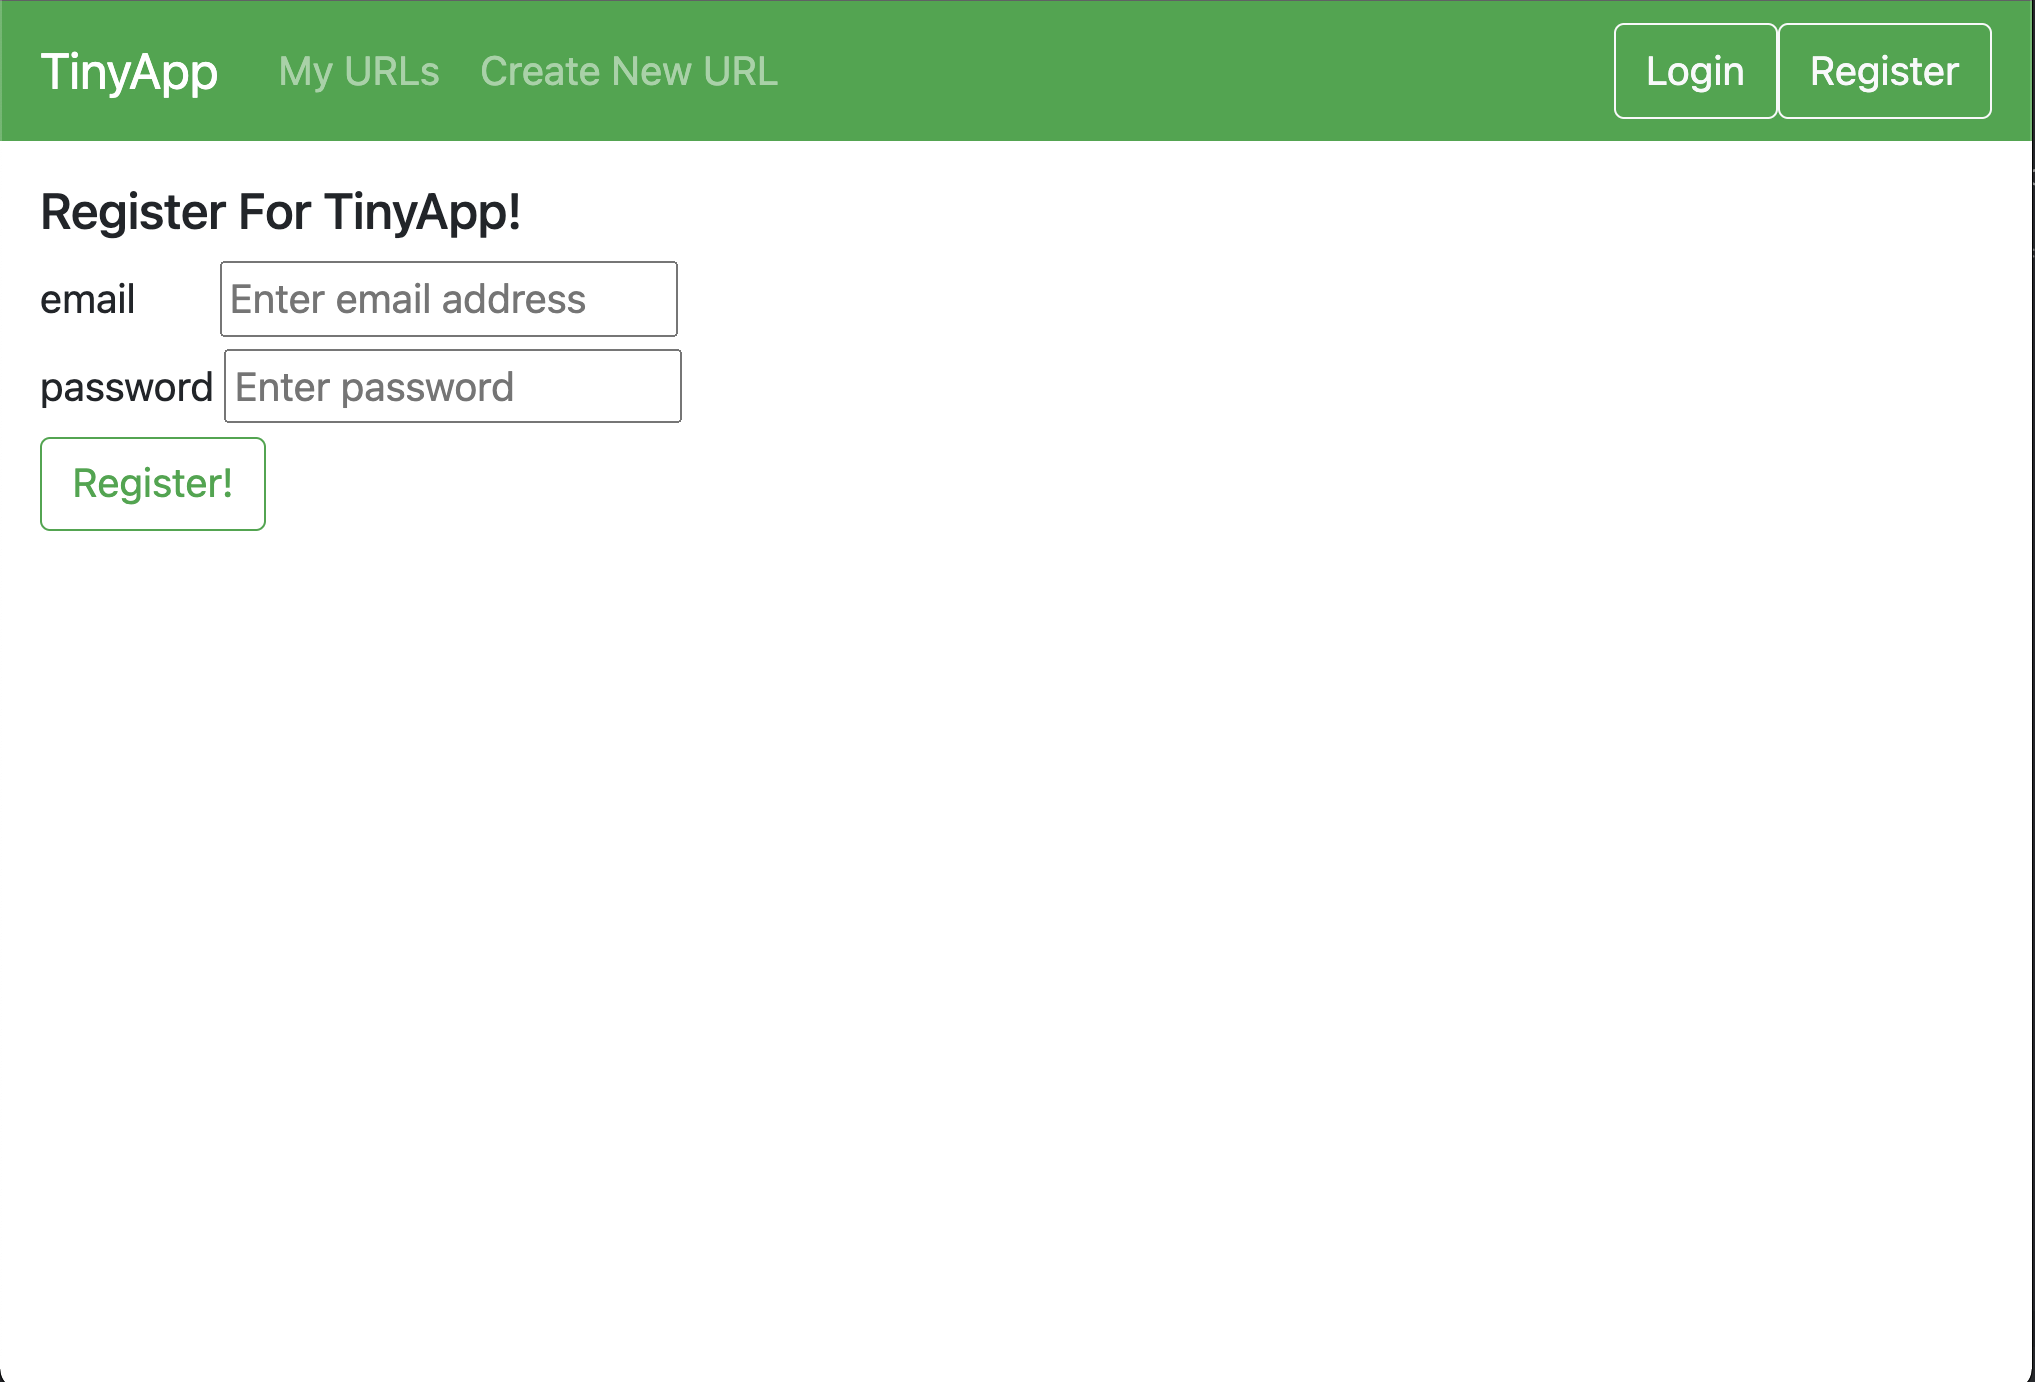 TinyApp My URLs Create New URL Login Register
Register For TinyApp!
email Enter email address
password Enter password
Register!